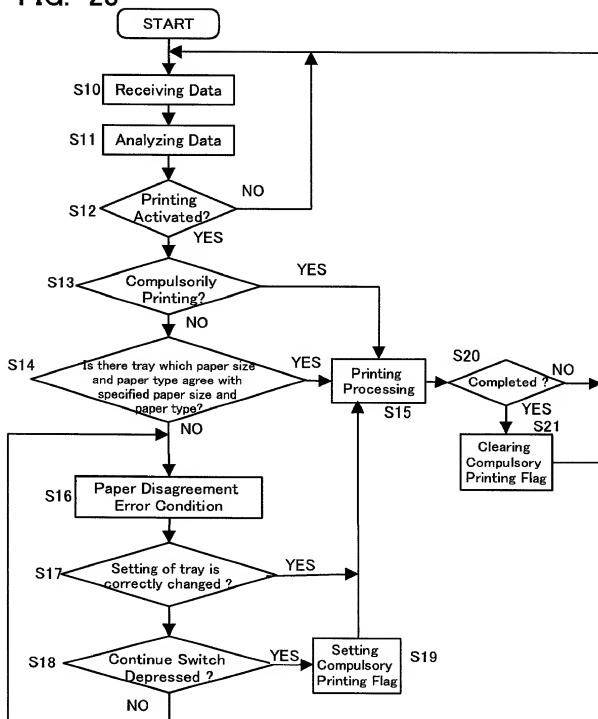 FIG. 20
START
S10
Receiving Data
S11
Analyzing Data
S12
Printing
Activated?
NO
YES
S13
Compulsorily
Printing?
YES
NO
S14
Is there tray which paper size
and paper type agree with
specified paper size and
paper type?
YES
NO
Printing
Processing
S15
S20
Completed ?
NO
YES
S21
Clearing
Compulsory
Printing Flag
S16
Paper Disagreement
Error Condition
S17
Setting of tray is
correctly changed ?
YES
S18
Continue Switch
Depressed ?
YES
NO
Setting
Compulsory
Printing Flag
S19